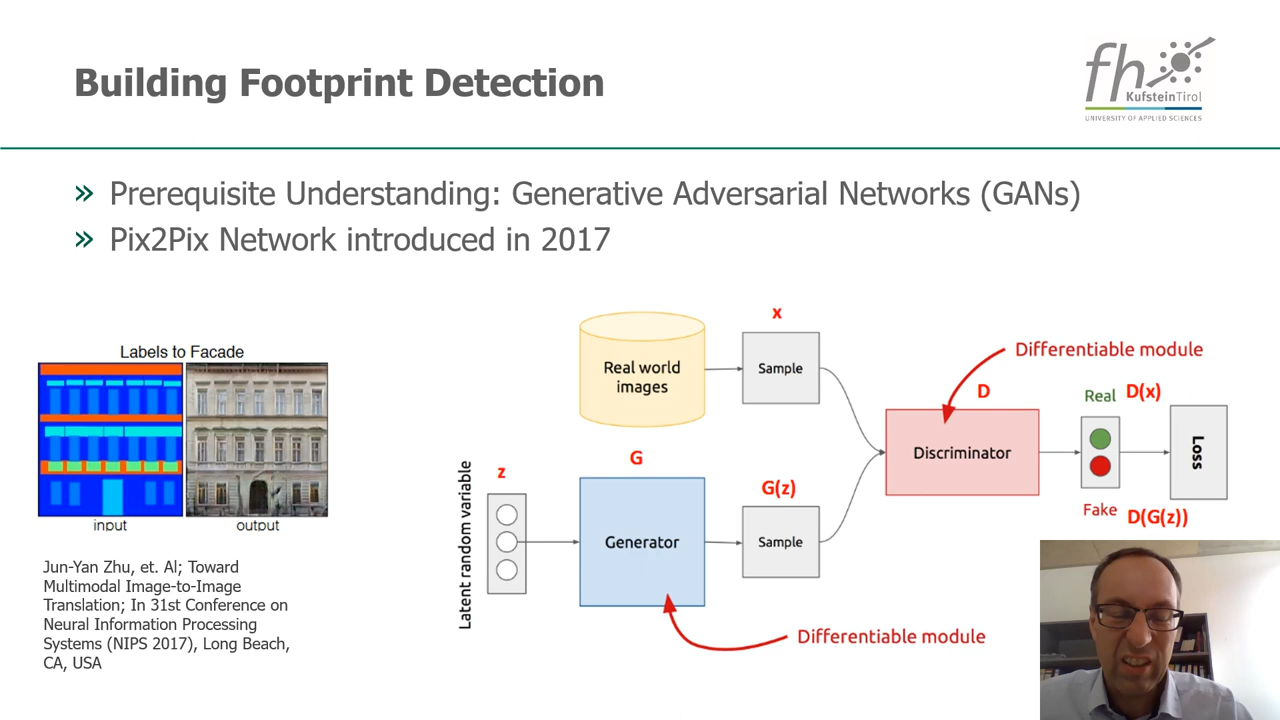 Building Footprint Detection
fh
KufsteinTirol
UNIVERSITY OF APPLIED SCIENCES
» Prerequisite Understanding: Generative Adversarial Networks (GANs)
» Pix2Pix Network introduced in 2017
Labels to Facade
input
output
Jun-Yan Zhu, et. Al; Toward
Multimodal Image-to-Image
Translation; In 31st Conference on
Neural Information Processing
Systems (NIPS 2017), Long Beach,
CA, USA
Latent random variable
z
G
Generator
Real world
images
x
Sample
G(z)
Sample
Differentiable module
D
Discriminator
Differentiable module
Real
D(x)
Fake
D(G(z))
Loss